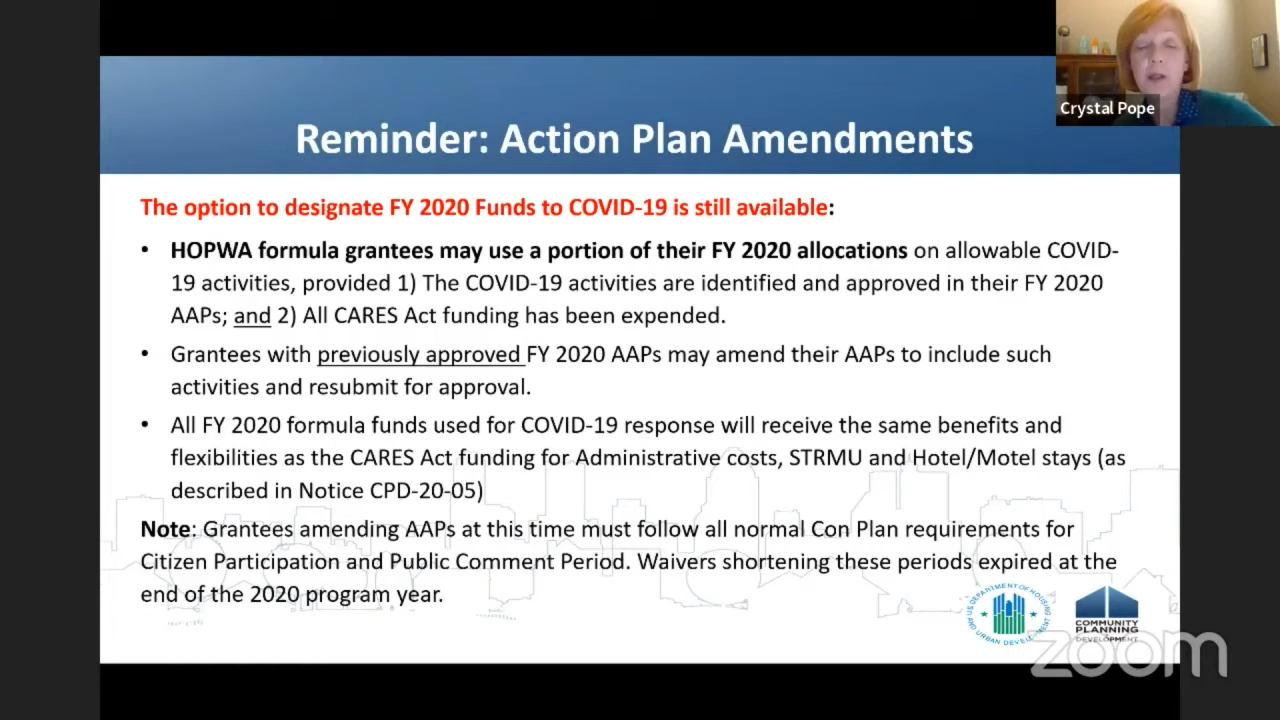 Crystal Pope
Reminder: Action Plan Amendments
The option to designate FY 2020 Funds to COVID-19 is still available:
• HOPWA formula grantees may use a portion of their FY 2020 allocations on allowable COVID-
19 activities, provided 1) The COVID-19 activities are identified and approved in their FY 2020
AAPs; and 2) All CARES Act funding has been expended.
• Grantees with previously approved FY 2020 AAPs may amend their AAPs to include such
activities and resubmit for approval.
• All FY 2020 formula funds used for COVID-19 response will receive the same benefits and
flexibilities as the CARES Act funding for Administrative costs, STRMU and Hotel/Motel stays (as
described in Notice CPD-20-05)
Note: Grantees amending AAPs at this time must follow all normal Con Plan requirements for
Citizen Participation and Public Comment Period. Waivers shortening these periods expired at the
end of the 2020 program year.
U.S. DEPARTMENT OF HOUSING
AND URBAN DEVELOPMENT
COMMUNITY
PLANNING
DEVELOPMENT
zoom